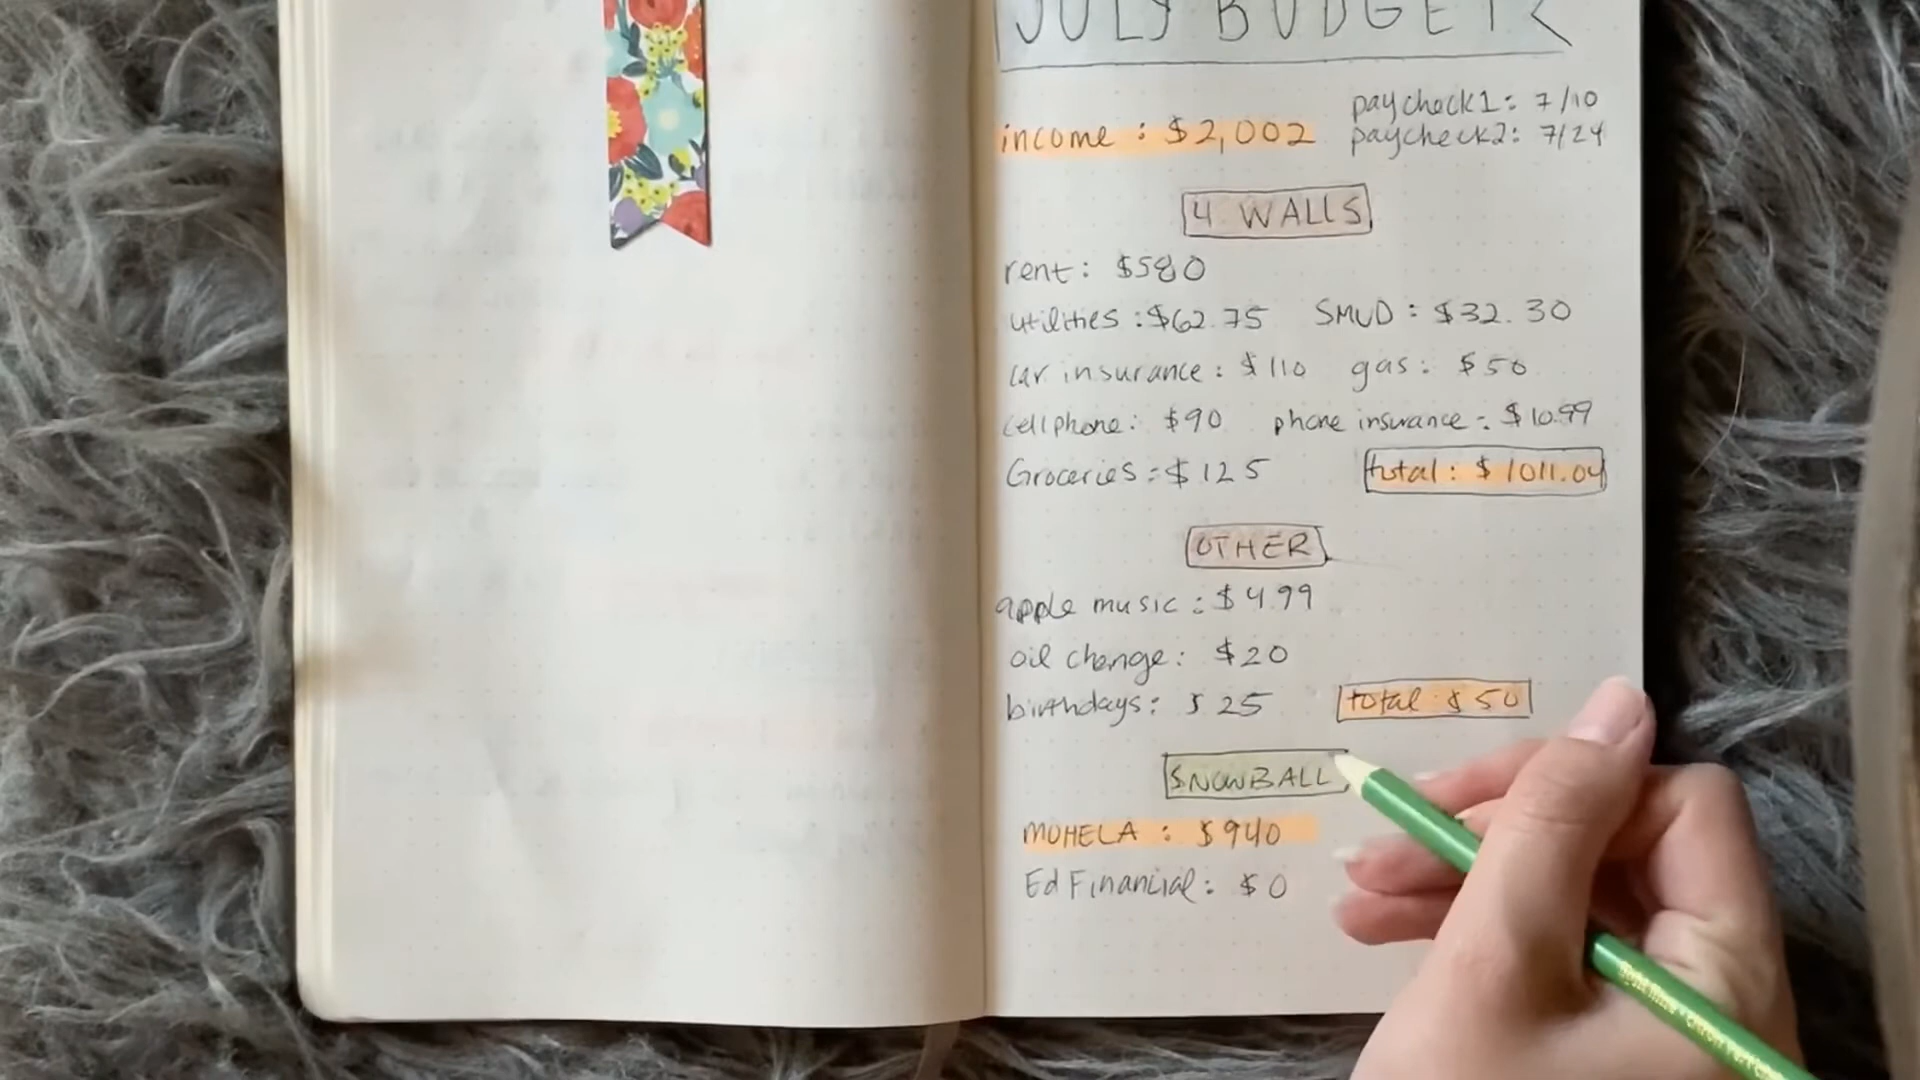 JULY BUDGET
paycheck1: 7/10
income: $2,002 paycheck2: 7/24
4 WALLS
rent: $580
utilities: $62.75 SMUD: $32.30
car insurance: $110 gas: $50
cellphone: $90 phone insurance: $10.99
Groceries: $125 total: $1011.04
OTHER
apple music: $4.99
oil change: $20
birthdays: $25 total: $50
SNOWBALL
MOHELA: $940
Ed Financial: $0